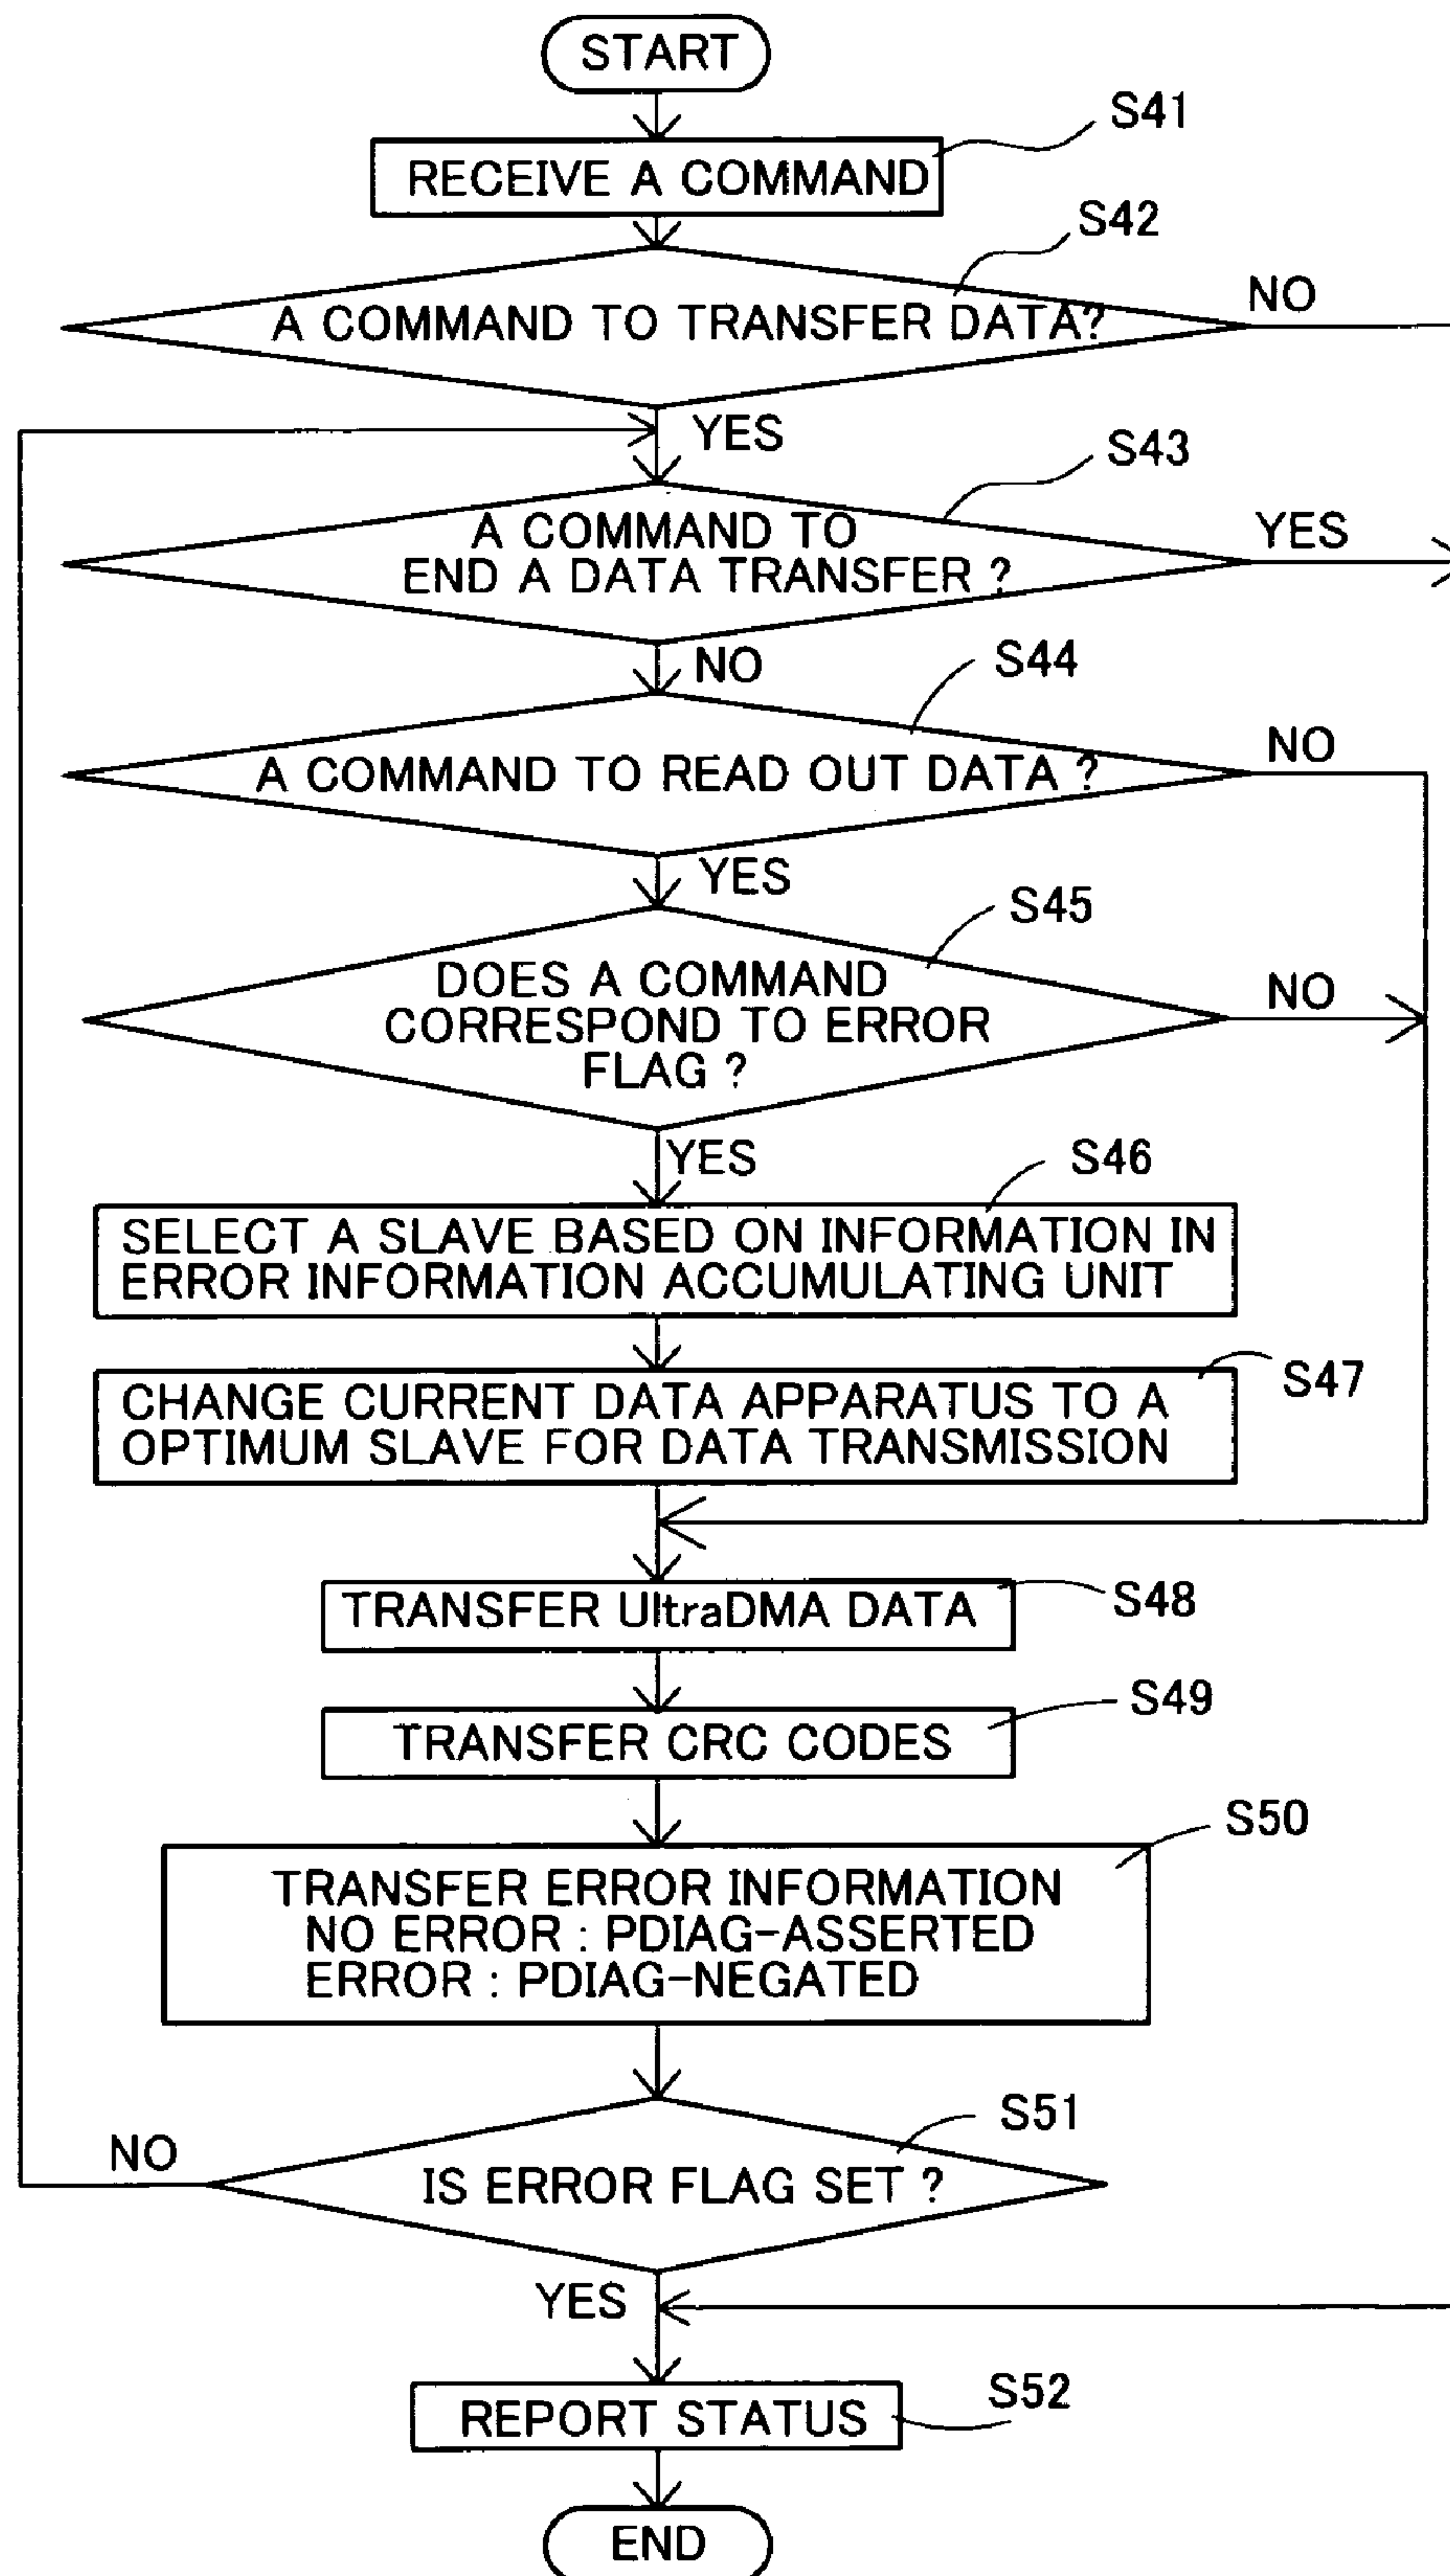 START
S41
RECEIVE A COMMAND
S42
A COMMAND TO TRANSFER DATA?
NO
YES
S43
A COMMAND TO
END A DATA TRANSFER ?
YES
NO
S44
A COMMAND TO READ OUT DATA ?
NO
YES
S45
DOES A COMMAND
CORRESPOND TO ERROR
FLAG ?
NO
YES
S46
SELECT A SLAVE BASED ON INFORMATION IN
ERROR INFORMATION ACCUMULATING UNIT
S47
CHANGE CURRENT DATA APPARATUS TO A
OPTIMUM SLAVE FOR DATA TRANSMISSION
S48
TRANSFER UltraDMA DATA
S49
TRANSFER CRC CODES
S50
TRANSFER ERROR INFORMATION
NO ERROR : PDIAG-ASSERTED
ERROR : PDIAG-NEGATED
S51
NO
IS ERROR FLAG SET ?
YES
S52
REPORT STATUS
END